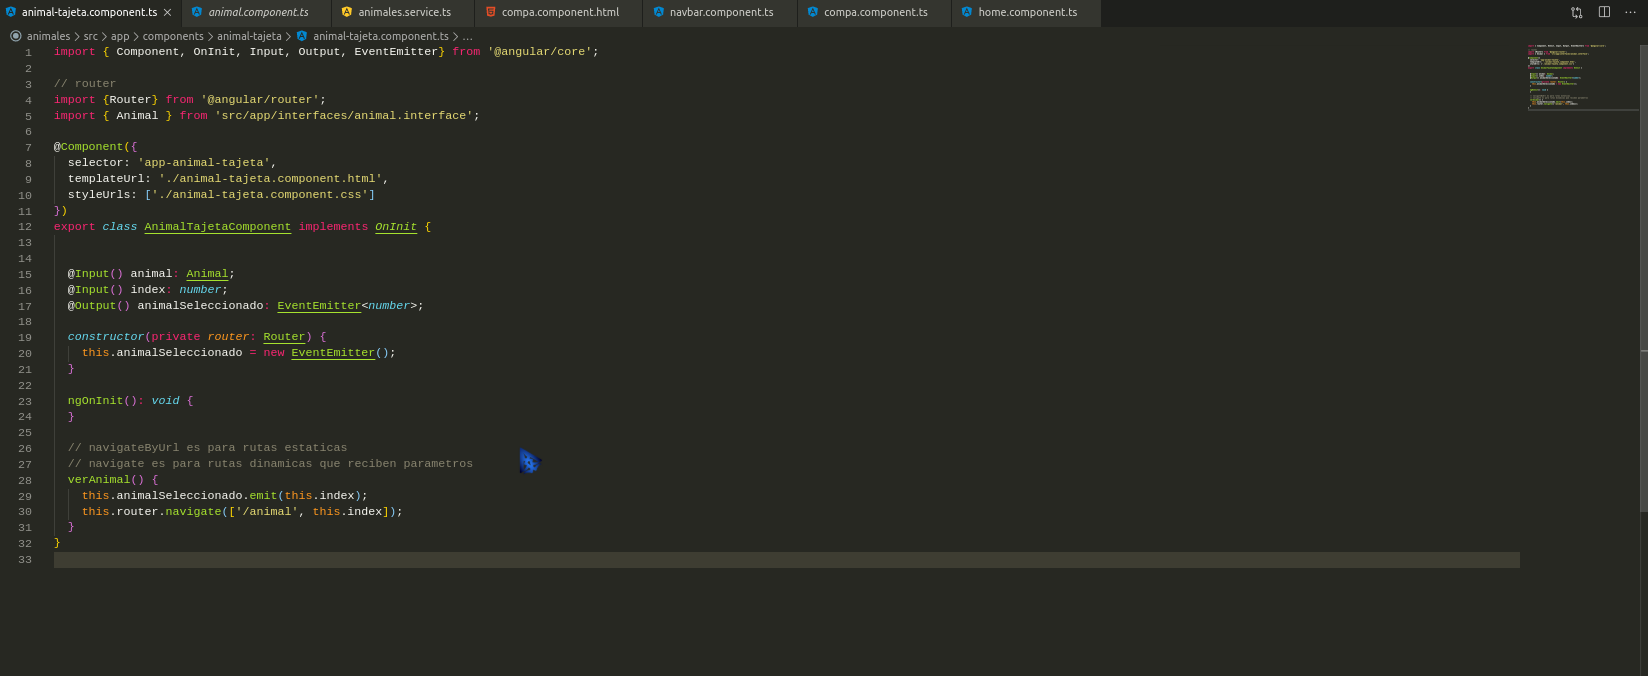 animal-tajeta.component.ts animal.component.ts animales.service.ts compa.component.html navbar.component.ts compa.component.ts home.component.ts
animales > src > app > components > animal-tajeta > animal-tajeta.component.ts > ...
1 import { Component, OnInit, Input, Output, EventEmitter} from '@angular/core';
2
3 // router
4 import {Router} from '@angular/router';
5 import { Animal } from 'src/app/interfaces/animal.interface';
6
7 @Component({
8 selector: 'app-animal-tajeta',
9 templateUrl: './animal-tajeta.component.html',
10 styleUrls: ['./animal-tajeta.component.css']
11 })
12 export class AnimalTajetaComponent implements OnInit {
13
14
15 @Input() animal: Animal;
16 @Input() index: number;
17 @Output() animalSeleccionado: EventEmitter<number>;
18
19 constructor(private router: Router) {
20 this.animalSeleccionado = new EventEmitter();
21 }
22
23 ngOnInit(): void {
24 }
25
26 // navigateByUrl es para rutas estaticas
27 // navigate es para rutas dinamicas que reciben parametros
28 verAnimal() {
29 this.animalSeleccionado.emit(this.index);
30 this.router.navigate(['/animal', this.index]);
31 }
32 }
33